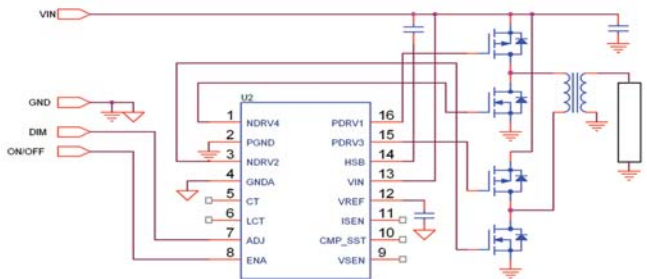 VIN
GND
DIM
ON/OFF
U2
1 NDRV4 PDRV1 16
2 PGND PDRV3 15
3 NDRV2 HSB 14
4 GNDA VIN 13
5 CT VREF 12
6 LCT ISEN 11
7 ADJ CMP_SST 10
8 ENA VSEN 9